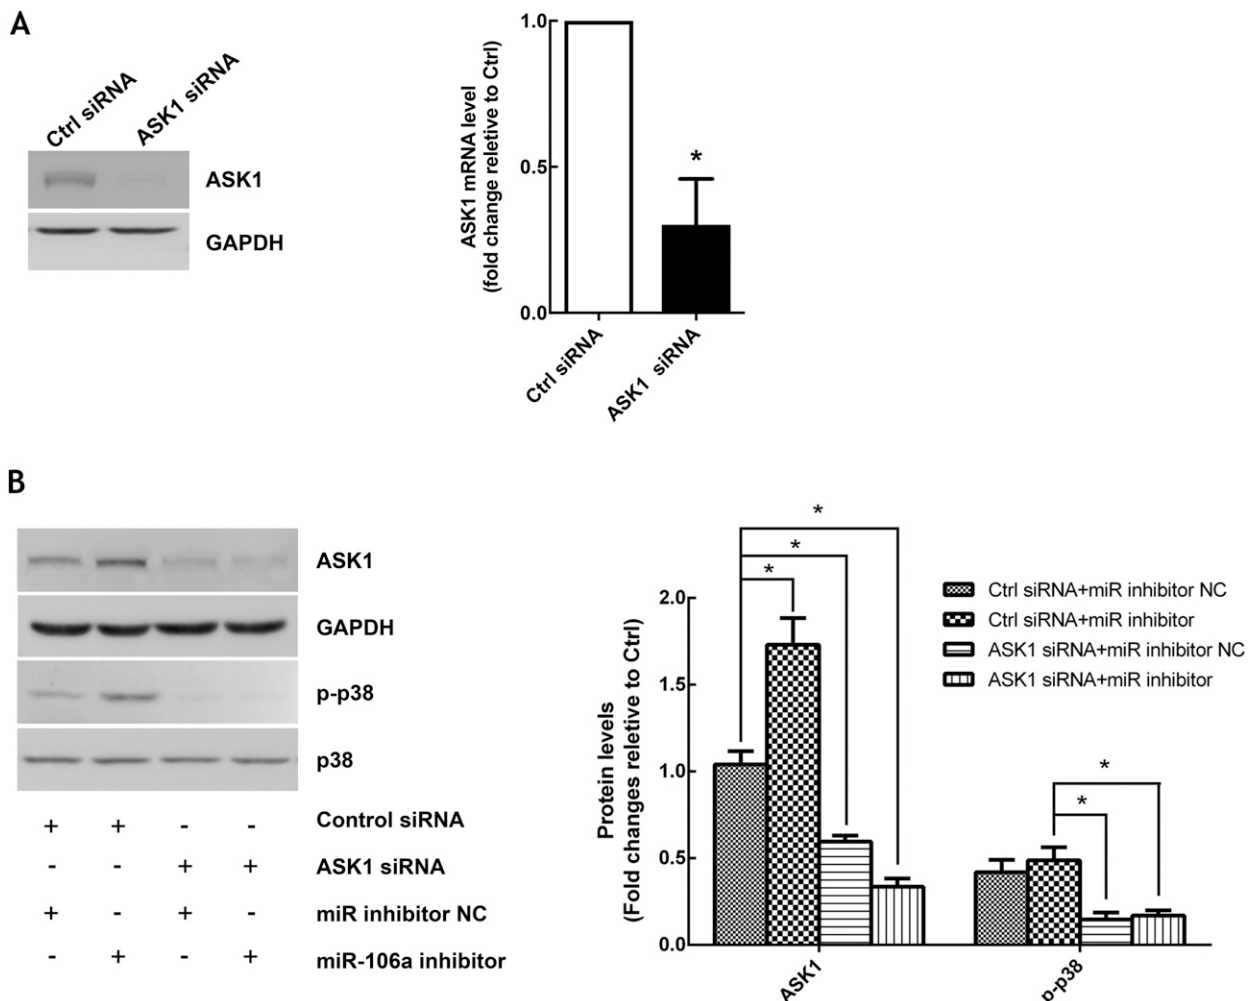 A
Ctrl siRNA
ASK1 siRNA
ASK1
GAPDH
ASK1 mRNA level
(fold change reletive to Ctrl)
1.0
0.5
0.0
*
Ctrl siRNA
ASK1 siRNA
B
ASK1
GAPDH
p-p38
p38
+ + - - Control siRNA
- - + + ASK1 siRNA
+ - + - miR inhibitor NC
- + - + miR-106a inhibitor
Protein levels
(Fold changes reletive to Ctrl)
2.0
1.5
1.0
0.5
0.0
*
*
*
*
*
ASK1
p-p38
Ctrl siRNA+miR inhibitor NC
Ctrl siRNA+miR inhibitor
ASK1 siRNA+miR inhibitor NC
ASK1 siRNA+miR inhibitor